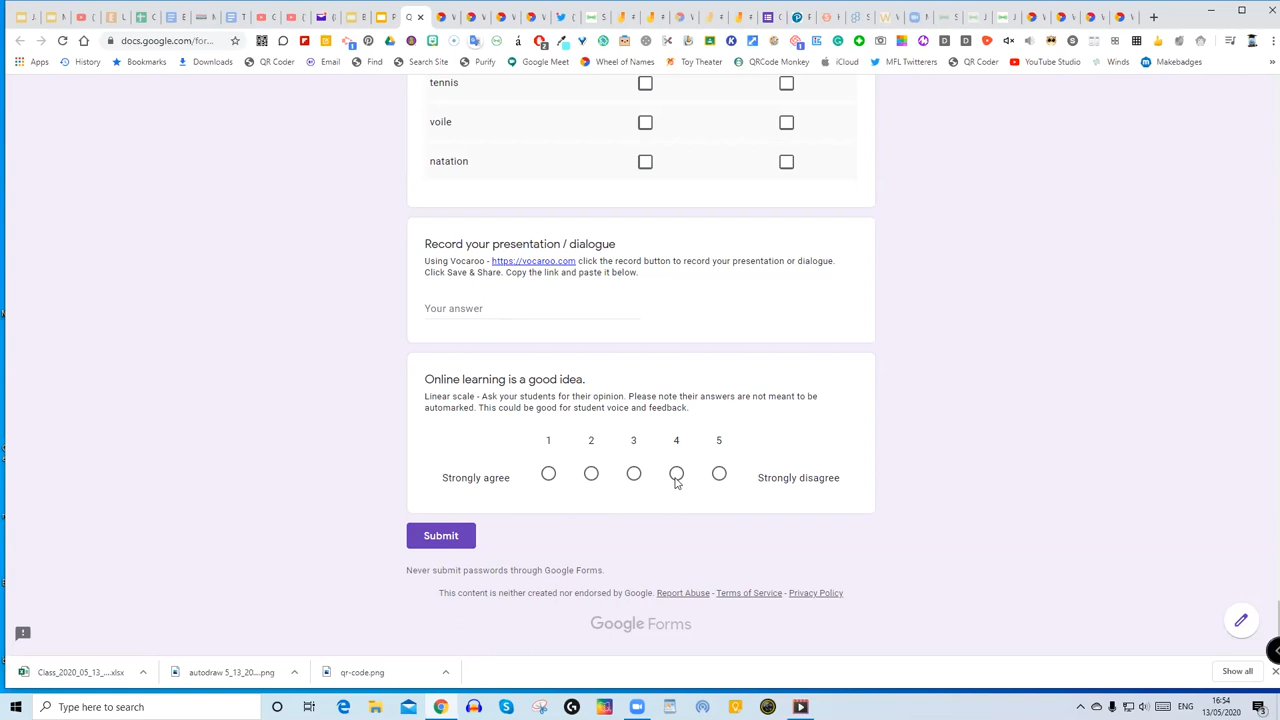 docs.google.com/for...
Apps
History
Bookmarks
Downloads
QR Coder
Email
Find
Search Site
Pusher
Google Meet
Wheel of Names
Toy Theater
QRCode Monkey
iCloud
MFL Twitterers
QR Coder
YouTube Studio
Winds
Makebadges
tennis
voile
natation
Record your presentation / dialogue
Using Vocaroo - https://vocaroo.com click the record button to record your presentation or dialogue.
Click Save & Share. Copy the link and paste it below.
Your answer
Online learning is a good idea.
Linear scale - Ask your students for their opinion. Please note their answers are not meant to be
automarked. This could be good for student voice and feedback.
1 2 3 4 5
Strongly agree Strongly disagree
Submit
Never submit passwords through Google Forms.
This content is neither created nor endorsed by Google. Report Abuse - Terms of Service - Privacy Policy
Google Forms
Class_2020_05_13_....xlsx
autodraw 5_13_20....png
qr-code.png
Show all
Type here to search
ENG
16:54
13/05/2020